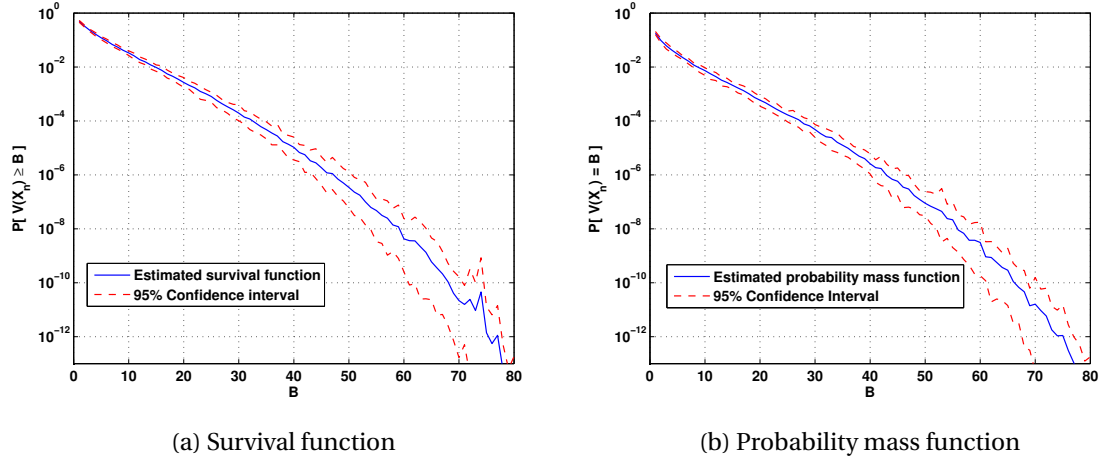 10^0
10^-2
10^-4
10^-6
10^-8
10^-10
10^-12
P[ V(X_n) ≥ B ]
0 10 20 30 40 50 60 70 80
B
Estimated survival function
95% Confidence interval
(a) Survival function
10^0
10^-2
10^-4
10^-6
10^-8
10^-10
10^-12
P[ V(X_n) = B ]
0 10 20 30 40 50 60 70 80
B
Estimated probability mass function
95% Confidence Interval
(b) Probability mass function